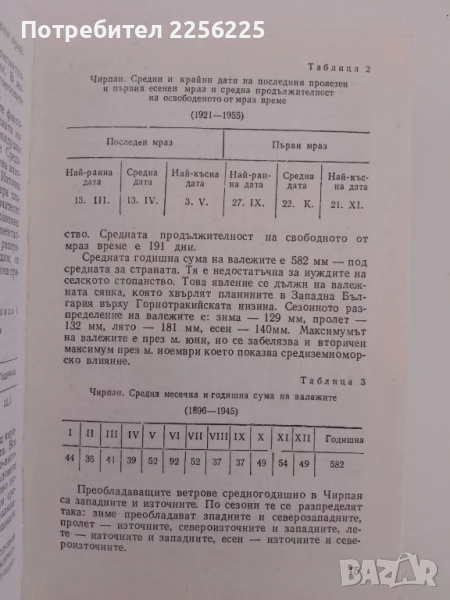 Потребител 2252615
Таблица 2
Чирпан. Средни и крайни дати на последния пролетен
и първия есенен мраз и средна продължителност
на освободеното от мраз време
(1921—1955)
Последен мраз Първи мраз
Най-ранна дата Средна дата Най-късна дата Най-ранна дата Средна дата Най-късна дата
13. III. 13. IV. 3. V. 27. IX. 22. X. 21. XI.
ство. Средната продължителност на свободното от
мраз време е 191 дни.
Средната годишна сума на валежите е 582 мм — под
средната за страната. Тя е недостатъчна за нуждите на
селското стопанство. Това явление се дължи на валеж-
ната сянка, която хвърлят планините в Западна Бъл-
гария върху Горнотракийската низина. Сезонното раз-
пределение на валежите е: зима — 129 мм, пролет —
132 мм, лято — 181 мм, есен — 140мм. Максимумът
на валежите е през м. юни, но се забелязва и вторичен
максимум през м. ноември което показва средиземномор-
ско влияние.
Таблица 3
Чирпан. Средна месечна и годишна сума на валежите
(1896—1945)
I II III IV V VI VII VIII IX X XI XII Годишна
44 36 41 39 52 92 37 37 49 54 49 582
Преобладаващите ветрове средногодишно в Чирпан
са западните и източните. По сезони те се разпределят
така: зиме преобладават зпадните и северозападните,
пролет — източните, североизточните и западните, ле-
те — източните и западните, есен — източните и севе-
роизточните.
15
BAZAR